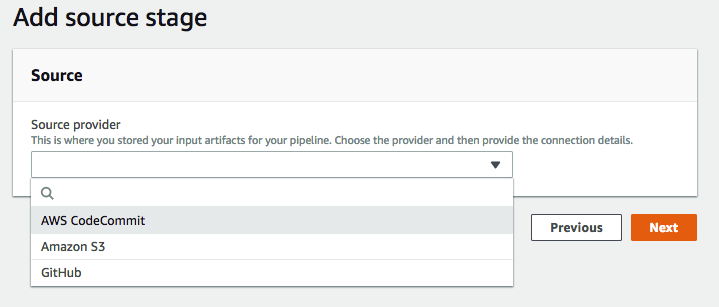 Add source stage
Source
Source provider
This is where you stored your input artifacts for your pipeline. Choose the provider and then provide the connection details.
AWS CodeCommit
Amazon S3
GitHub
Previous
Next